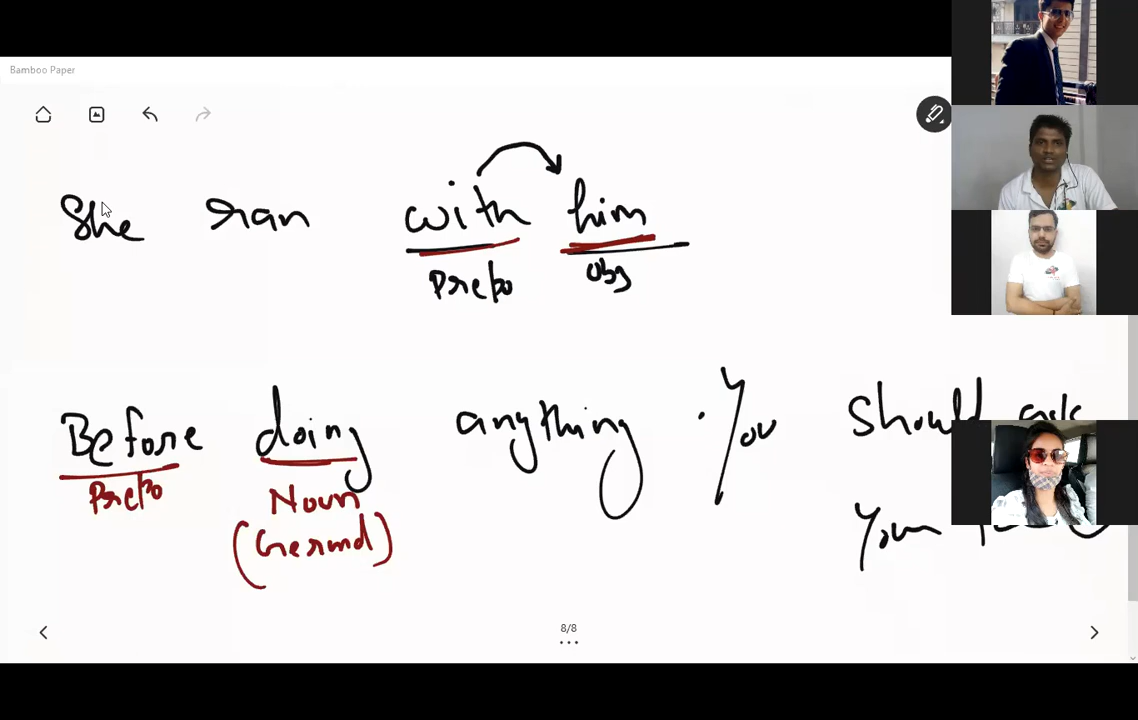 Bamboo Paper
She ran with him
Prepo Obj
Before doing anything . You should ask
Prepo Noun
(Gerund) Your
8/8